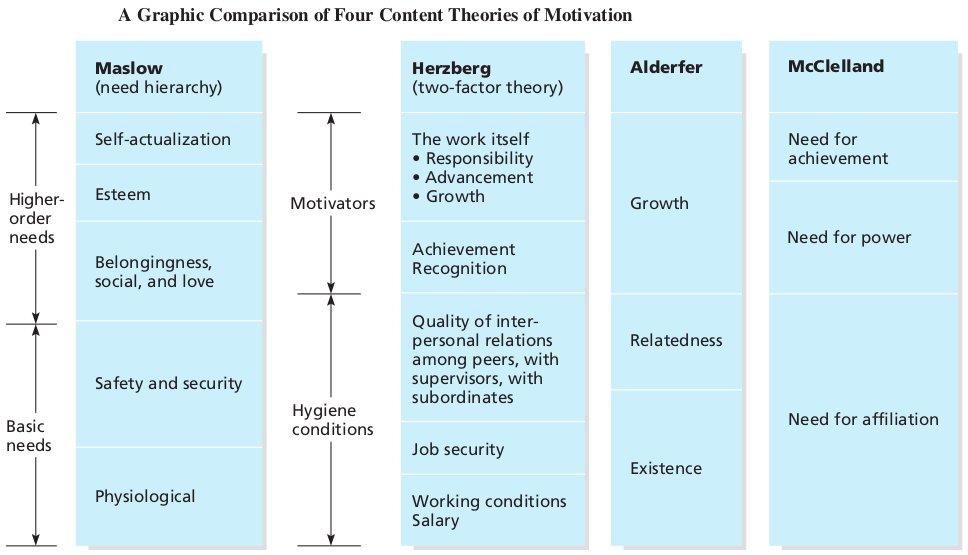 A Graphic Comparison of Four Content Theories of Motivation
Maslow
(need hierarchy)
Herzberg
(two-factor theory)
Alderfer
McClelland
Higher-
order
needs
Basic
needs
Self-actualization
Esteem
Belongingness,
social, and love
Safety and security
Physiological
Motivators
Hygiene
conditions
The work itself
• Responsibility
• Advancement
• Growth
Achievement
Recognition
Quality of inter-
personal relations
among peers, with
supervisors, with
subordinates
Job security
Working conditions
Salary
Growth
Relatedness
Existence
Need for
achievement
Need for power
Need for affiliation